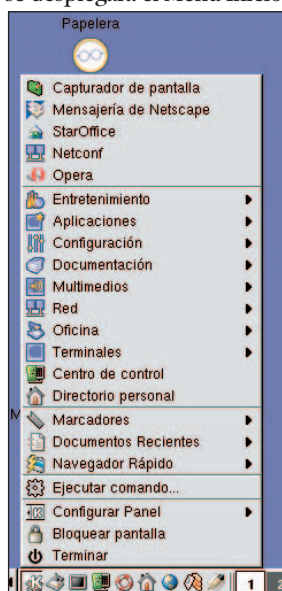 se desplegará el Menú Inicio
Papelera
Capturador de pantalla
Mensajería de Netscape
StarOffice
Netconf
Opera
Entretenimiento
Aplicaciones
Configuración
Documentación
Multimedios
Red
Oficina
Terminales
Centro de control
Directorio personal
M
Marcadores
Documentos Recientes
Navegador Rápido
Ejecutar comando...
Configurar Panel
Bloquear pantalla
Terminar
1 2